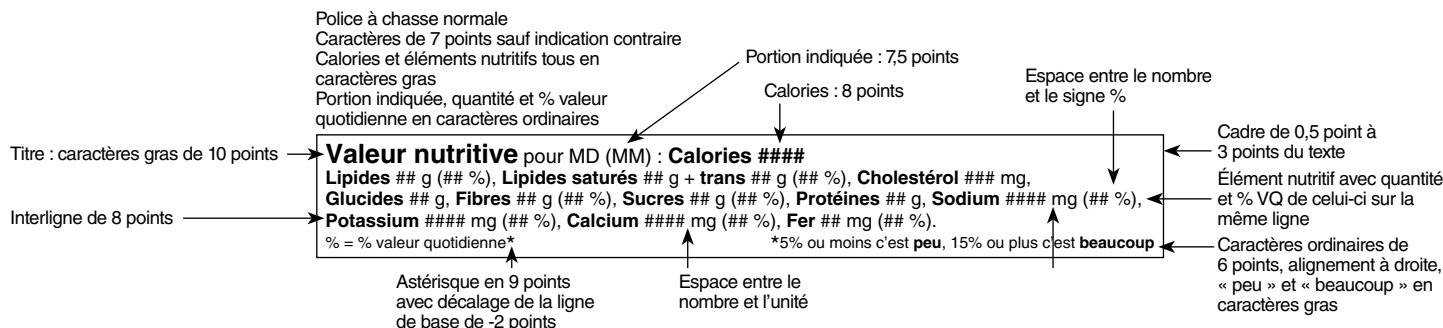 Police à chasse normale
Caractères de 7 points sauf indication contraire
Calories et éléments nutritifs tous en
caractères gras
Portion indiquée, quantité et % valeur
quotidienne en caractères ordinaires
Portion indiquée : 7,5 points
Calories : 8 points
Espace entre le nombre
et le signe %
Titre : caractères gras de 10 points
Interligne de 8 points
Valeur nutritive pour MD (MM) : Calories ####
Lipides ## g (## %), Lipides saturés ## g + trans ## g (## %), Cholestérol ### mg,
Glucides ## g, Fibres ## g (## %), Sucres ## g (## %), Protéines ## g, Sodium #### mg (## %),
Potassium #### mg (## %), Calcium #### mg (## %), Fer ## mg (## %).
% = % valeur quotidienne* *5% ou moins c'est peu, 15% ou plus c'est beaucoup
Cadre de 0,5 point à
3 points du texte
Élément nutritif avec quantité
et % VQ de celui-ci sur la
même ligne
Caractères ordinaires de
6 points, alignement à droite,
« peu » et « beaucoup » en
caractères gras
Astérisque en 9 points
avec décalage de la ligne
de base de -2 points
Espace entre le
nombre et l'unité